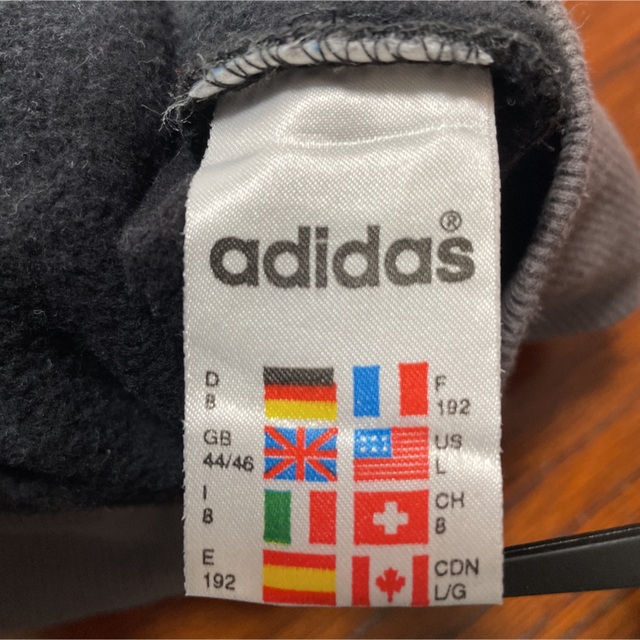 adidas®
D F
8 192
GB US
44/46 L
I CH
8 8
E CDN
192 L/G